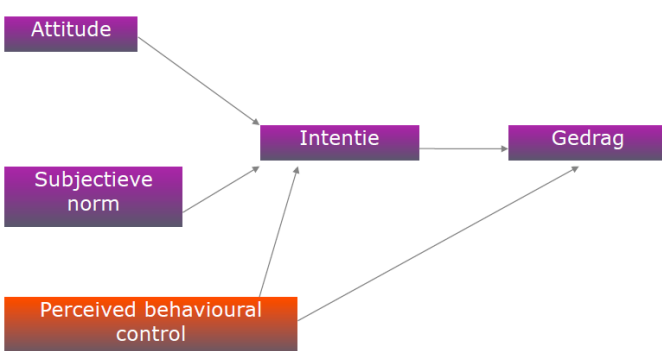 Attitude
Intentie
Gedrag
Subjectieve
norm
Perceived behavioural
control